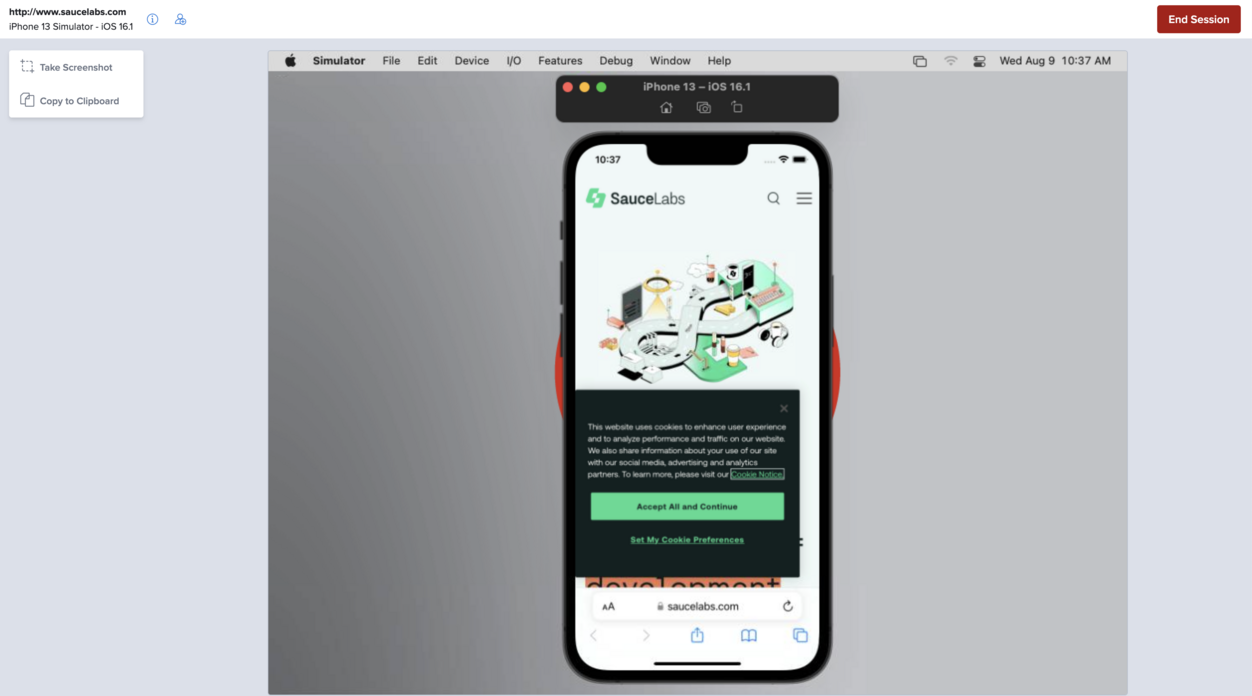 http://www.saucelabs.com
iPhone 13 Simulator - iOS 16.1
End Session
Take Screenshot
Copy to Clipboard
Simulator File Edit Device I/O Features Debug Window Help
Wed Aug 9 10:37 AM
iPhone 13 – iOS 16.1
10:37
SauceLabs
This website uses cookies to enhance user experience
and to analyze performance and traffic on our website.
We also share information about your use of our site
with our social media, advertising and analytics
partners. To learn more, please visit our Cookie Notice.
Accept All and Continue
Set My Cookie Preferences
development
AA saucelabs.com